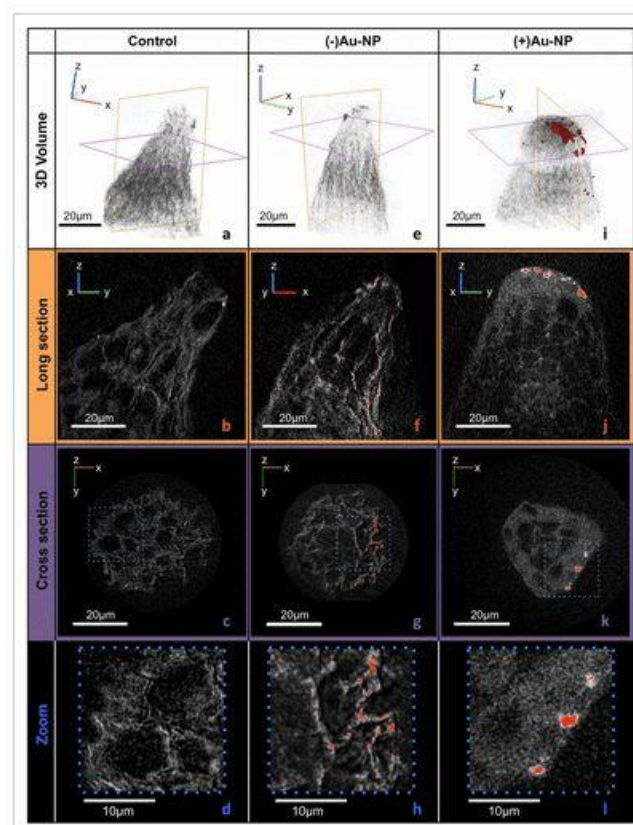 Control (-)Au-NP (+)Au-NP
3D Volume
z y x 20µm a
z x y 20µm e
z y x 20µm i
Long section
z x y 20µm b
z y x 20µm f
z x y 20µm j
Cross section
z x y 20µm c
z x y 20µm g
z x y 20µm k
Zoom
10µm d
10µm h
10µm l